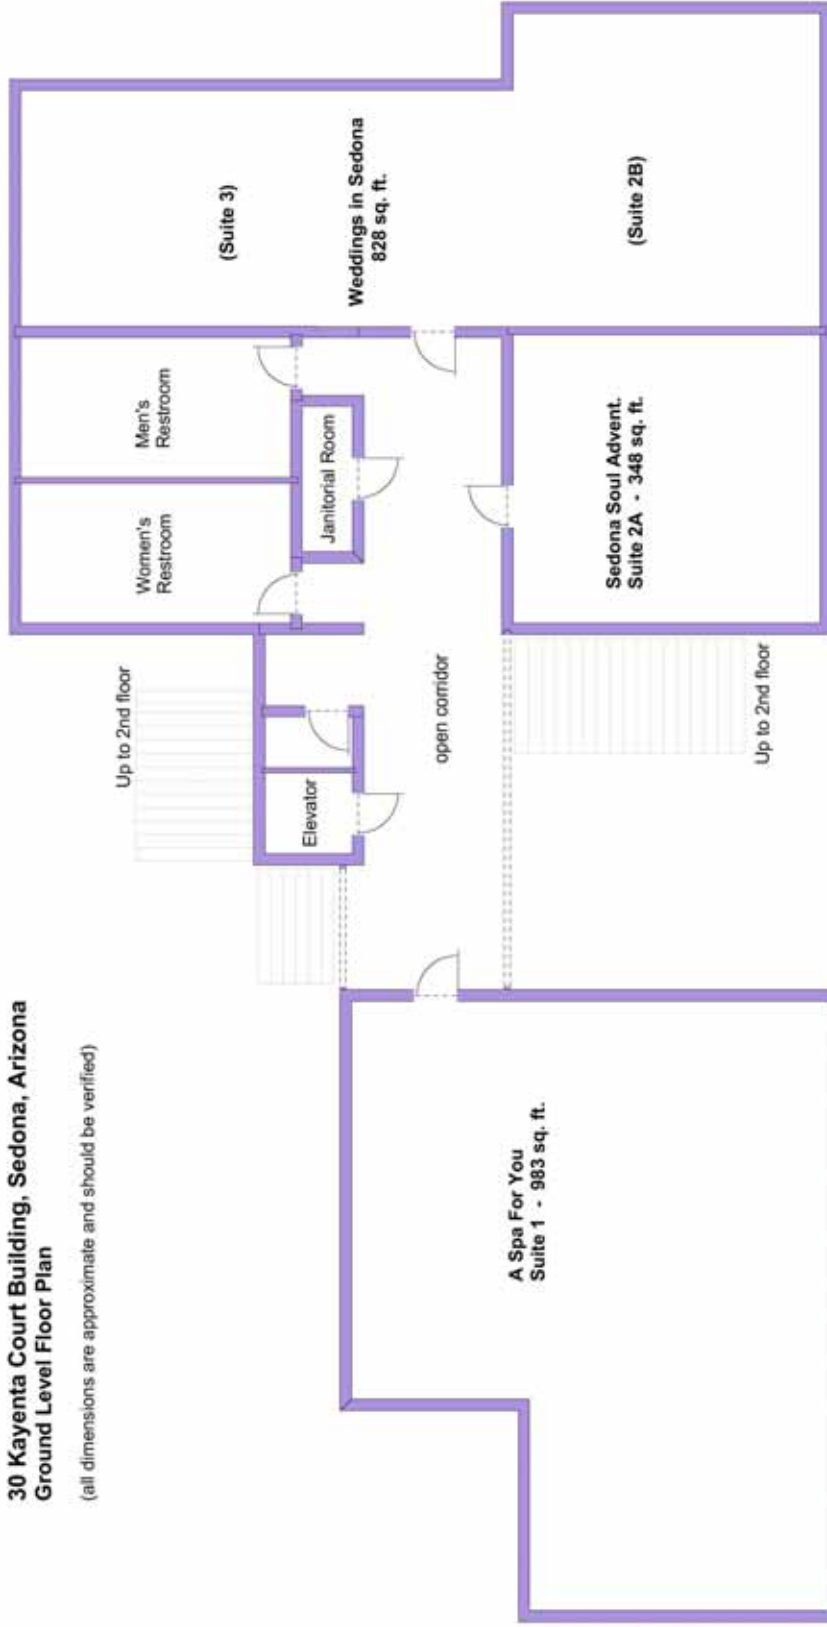 30 Kayenta Court Building, Sedona, Arizona
Ground Level Floor Plan
(all dimensions are approximate and should be verified)
A Spa For You
Suite 1 - 983 sq. ft.
Up to 2nd floor
Elevator
open corridor
Up to 2nd floor
Women's
Restroom
Men's
Restroom
Janitorial Room
Sedona Soul Advent.
Suite 2A - 348 sq. ft.
(Suite 3)
Weddings in Sedona
828 sq. ft.
(Suite 2B)